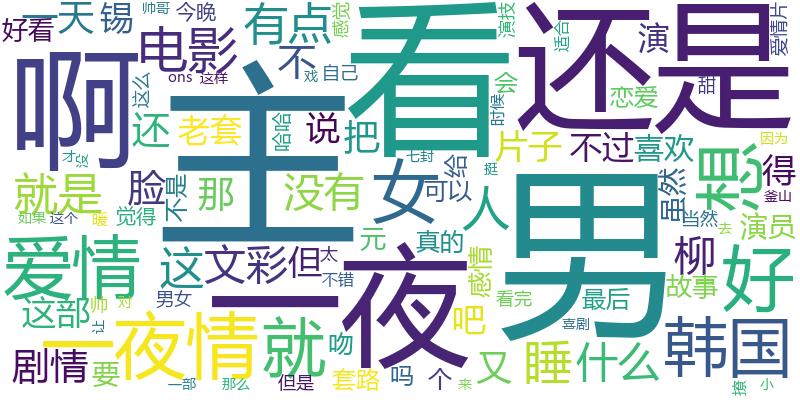 帅哥 今晚
一天 锡 有点 感觉 看 演技 还是 爱情片
好看 电影 不 适合 演
啊 这么 ons 这样 戏 自己 会 恋爱 甜
主 时候
还 老套 哈哈 说 把 片子 不过 喜欢 想 因为
才 没 七封 挺
就是 脸 不是 那 没有 女 可以 给 人 男 虽然 得
如果 这个 暖 觉得 元 真的 当然 演员 釜山
爱情 这 文彩 但 太 一夜 感情 柳 好 去
这部 帅 对 男女 不错 看完 最后 故事
让 一夜情 就 吻 吧 喜剧 韩国
剧情 要 套路 吗 个 又 睡 什么
一部 那么 但是 来 撩 小